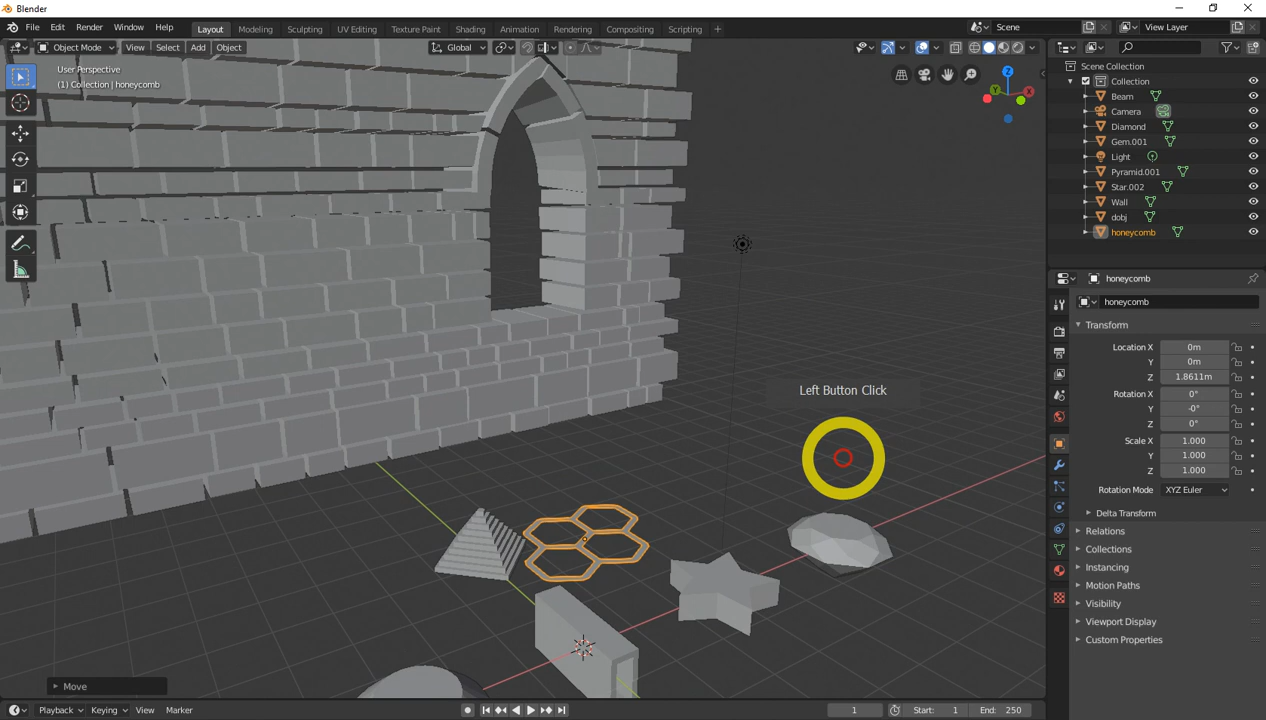 Blender
File Edit Render Window Help Layout Modeling Sculpting UV Editing Texture Paint Shading Animation Rendering Compositing Scripting + Scene View Layer
Object Mode View Select Add Object Global
User Perspective
(1) Collection | honeycomb
Z
Y
X
Scene Collection
Collection
Beam
Camera
Diamond
Gem.001
Light
Pyramid.001
Star.002
Wall
dobj
honeycomb
honeycomb
honeycomb
Transform
Location X 0m
Y 0m
Z 1.8611m
Rotation X 0°
Y -0°
Z 0°
Scale X 1.000
Y 1.000
Z 1.000
Rotation Mode XYZ Euler
Delta Transform
Relations
Collections
Instancing
Motion Paths
Visibility
Viewport Display
Custom Properties
Left Button Click
Move
Playback Keying View Marker 1 Start: 1 End: 250